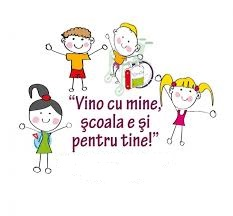 "Vino cu mine,
școala e și
pentru tine!"